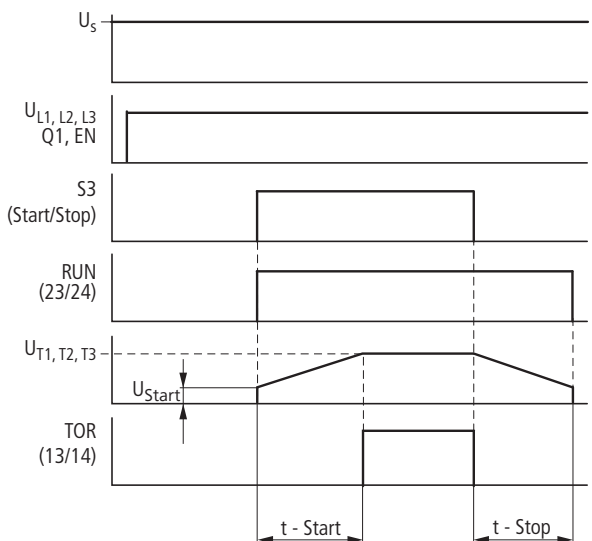 Us
UL1, L2, L3
Q1, EN
S3
(Start/Stop)
RUN
(23/24)
UT1, T2, T3
UStart
TOR
(13/14)
t - Start
t - Stop